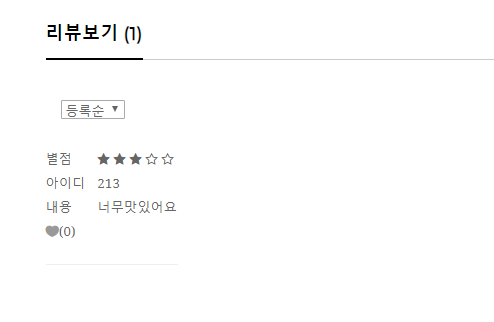 리뷰보기 (1)
등록순 ▼
별점 ★★★☆☆
아이디 213
내용 너무맛있어요
♥(0)